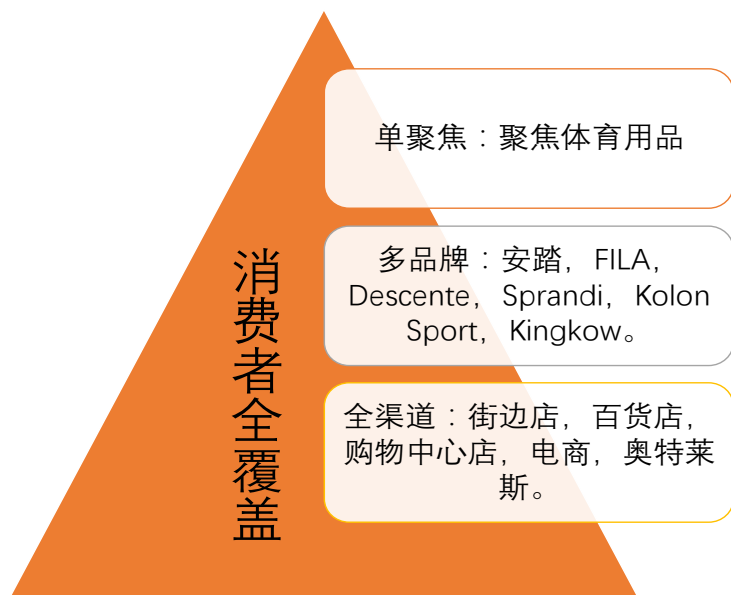 消费者全覆盖
单聚焦：聚焦体育用品
多品牌：安踏，FILA，
Descente，Sprandi，Kolon
Sport，Kingkow。
全渠道：街边店，百货店，
购物中心店，电商，奥特莱
斯。